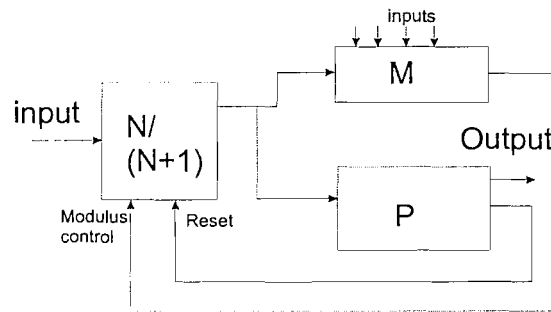 inputs
M
input
N/
(N+1)
Output
P
Modulus
control
Reset